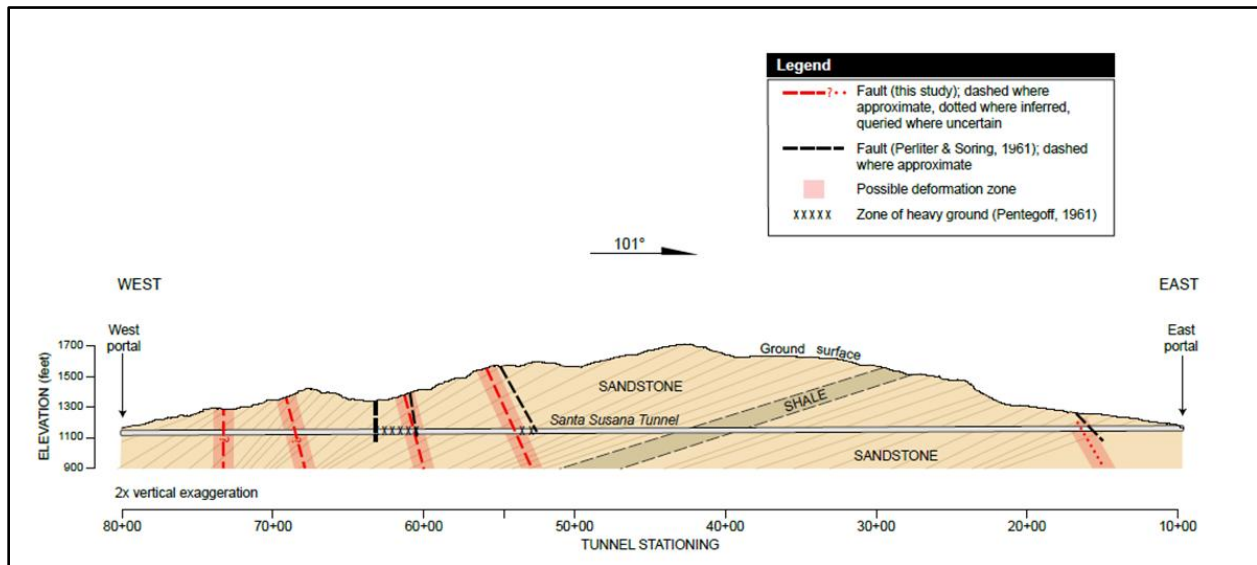 Legend
Fault (this study); dashed where
approximate, dotted where inferred,
queried where uncertain
Fault (Perliter & Soring, 1961); dashed
where approximate
Possible deformation zone
XXXXX Zone of heavy ground (Pentegoff, 1961)
101°
WEST
EAST
West
portal
East
portal
ELEVATION (feet)
1700
1500
1300
1100
900
Ground surface
SANDSTONE
SHALE
Santa Susana Tunnel
SANDSTONE
2x vertical exaggeration
80+00 70+00 60+00 50+00 40+00 30+00 20+00 10+00
TUNNEL STATIONING